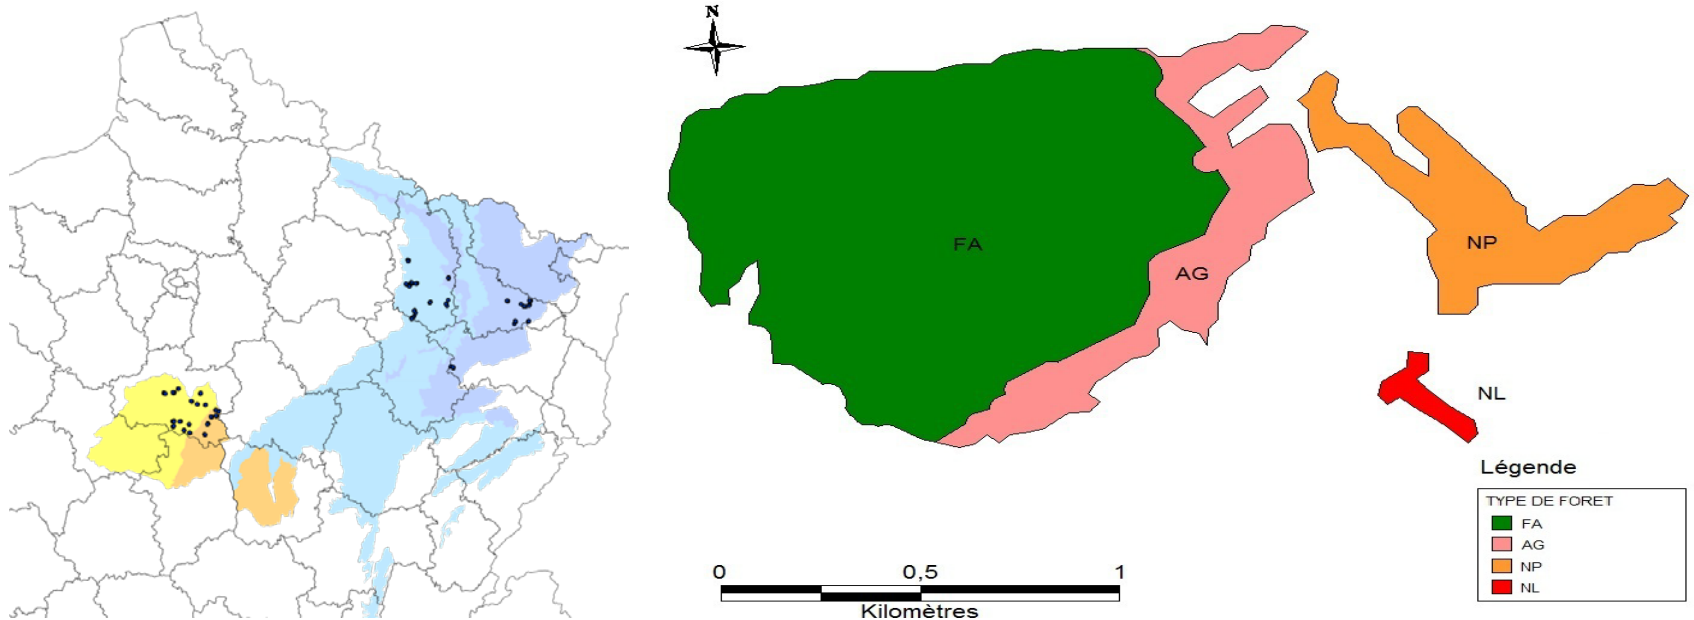 N
FA
AG
NP
NL
Légende
TYPE DE FORET
FA
AG
NP
NL
0 0,5 1
Kilomètres